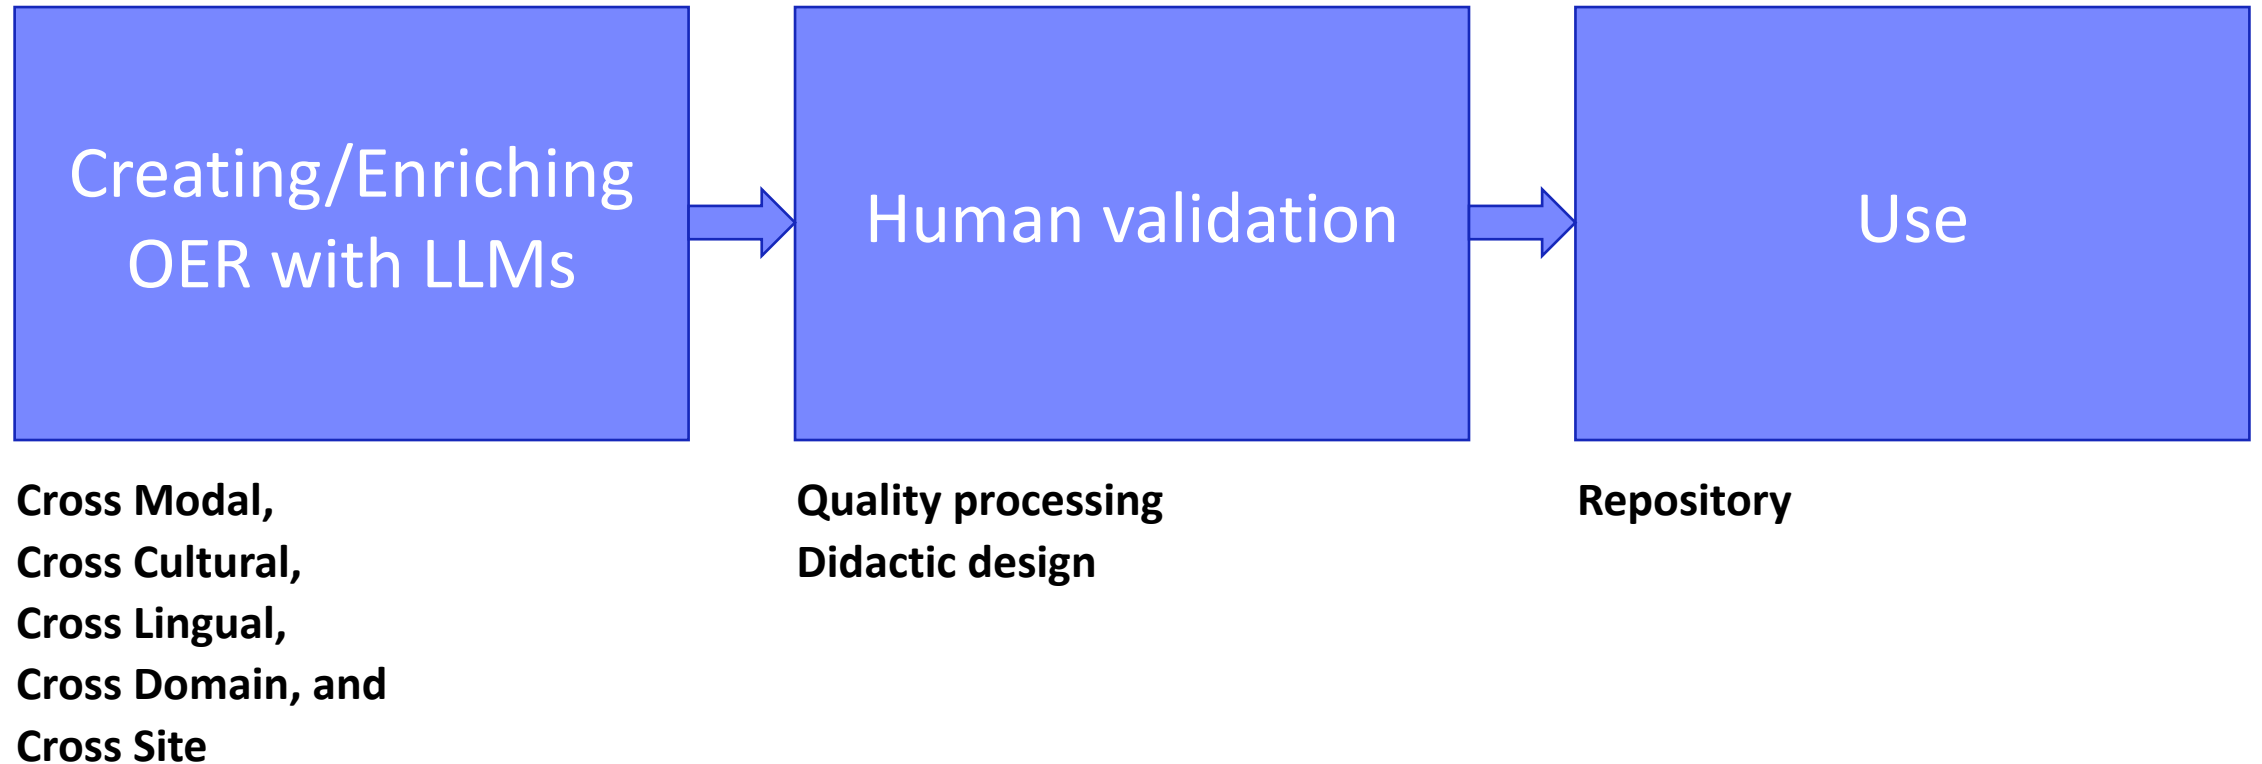 Creating/Enriching
OER with LLMs
Human validation
Use
Cross Modal,
Cross Cultural,
Cross Lingual,
Cross Domain, and
Cross Site
Quality processing
Didactic design
Repository